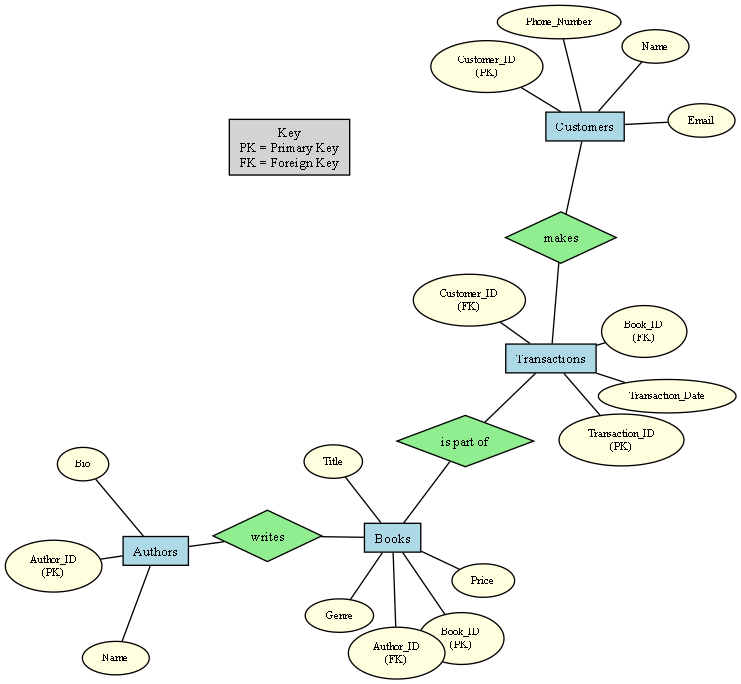 Phone_Number
Customer_ID
(PK)
Name
Email
Customers
Key
PK = Primary Key
FK = Foreign Key
makes
Customer_ID
(FK)
Book_ID
(FK)
Transactions
Transaction_Date
Transaction_ID
(PK)
is part of
Title
Bio
writes
Books
Authors
Author_ID
(PK)
Price
Genre
Book_ID
(PK)
Author_ID
(FK)
Name